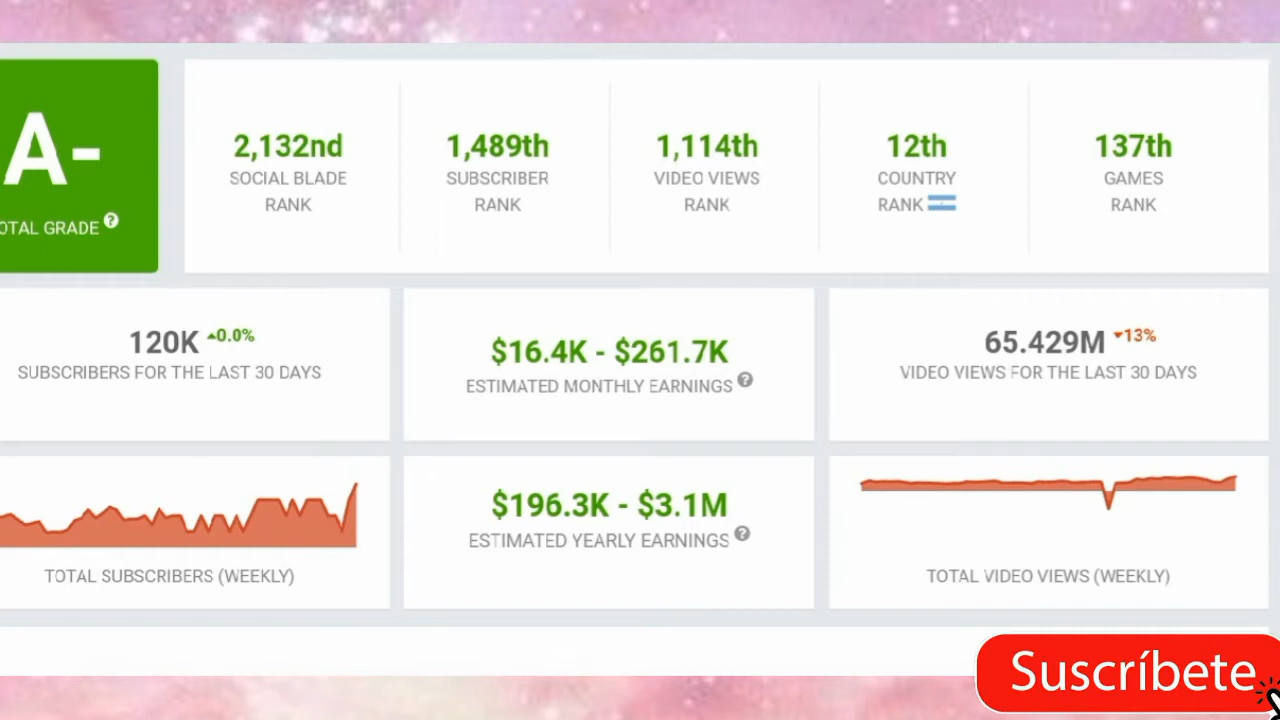 A-
OTAL GRADE ?
2,132nd
SOCIAL BLADE
RANK
1,489th
SUBSCRIBER
RANK
1,114th
VIDEO VIEWS
RANK
12th
COUNTRY
RANK
137th
GAMES
RANK
120K 0.0%
SUBSCRIBERS FOR THE LAST 30 DAYS
$16.4K - $261.7K
ESTIMATED MONTHLY EARNINGS ?
65.429M 13%
VIDEO VIEWS FOR THE LAST 30 DAYS
TOTAL SUBSCRIBERS (WEEKLY)
$196.3K - $3.1M
ESTIMATED YEARLY EARNINGS ?
TOTAL VIDEO VIEWS (WEEKLY)
Suscríbete